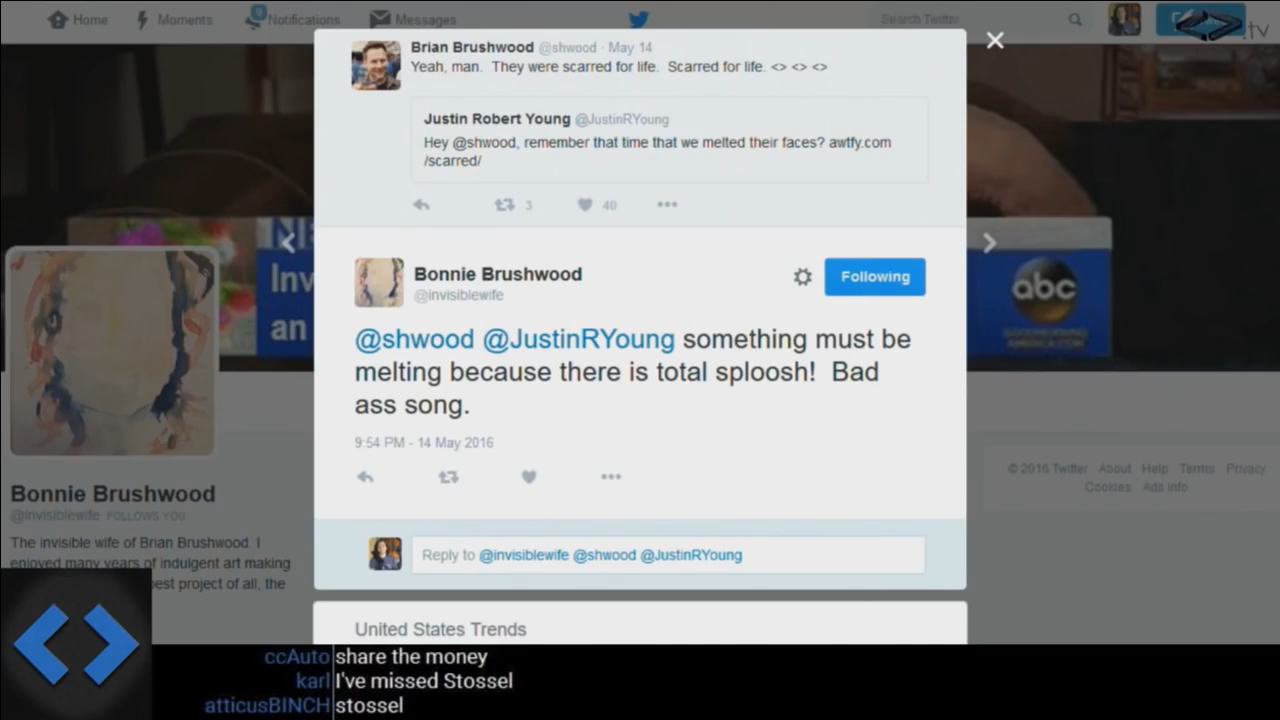 Home
Moments
9
Notifications
Messages
Search Twitter
.tv
Brian Brushwood @shwood · May 14
Yeah, man. They were scarred for life. Scarred for life. <> <> <>
Justin Robert Young @JustinRYoung
Hey @shwood, remember that time that we melted their faces? awtfy.com
/scarred/
3
40
Bonnie Brushwood
@invisiblewife
Following
@shwood @JustinRYoung something must be
melting because there is total sploosh! Bad
ass song.
9:54 PM - 14 May 2016
Reply to @invisiblewife @shwood @JustinRYoung
United States Trends
Inv
an
abc
Bonnie Brushwood
@invisiblewife FOLLOWS YOU
The invisible wife of Brian Brushwood. I
enjoyed many years of indulgent art making
est project of all, the
© 2016 Twitter About Help Terms Privacy
Cookies Ads info
ccAuto share the money
karl I've missed Stossel
atticusBINCH stossel